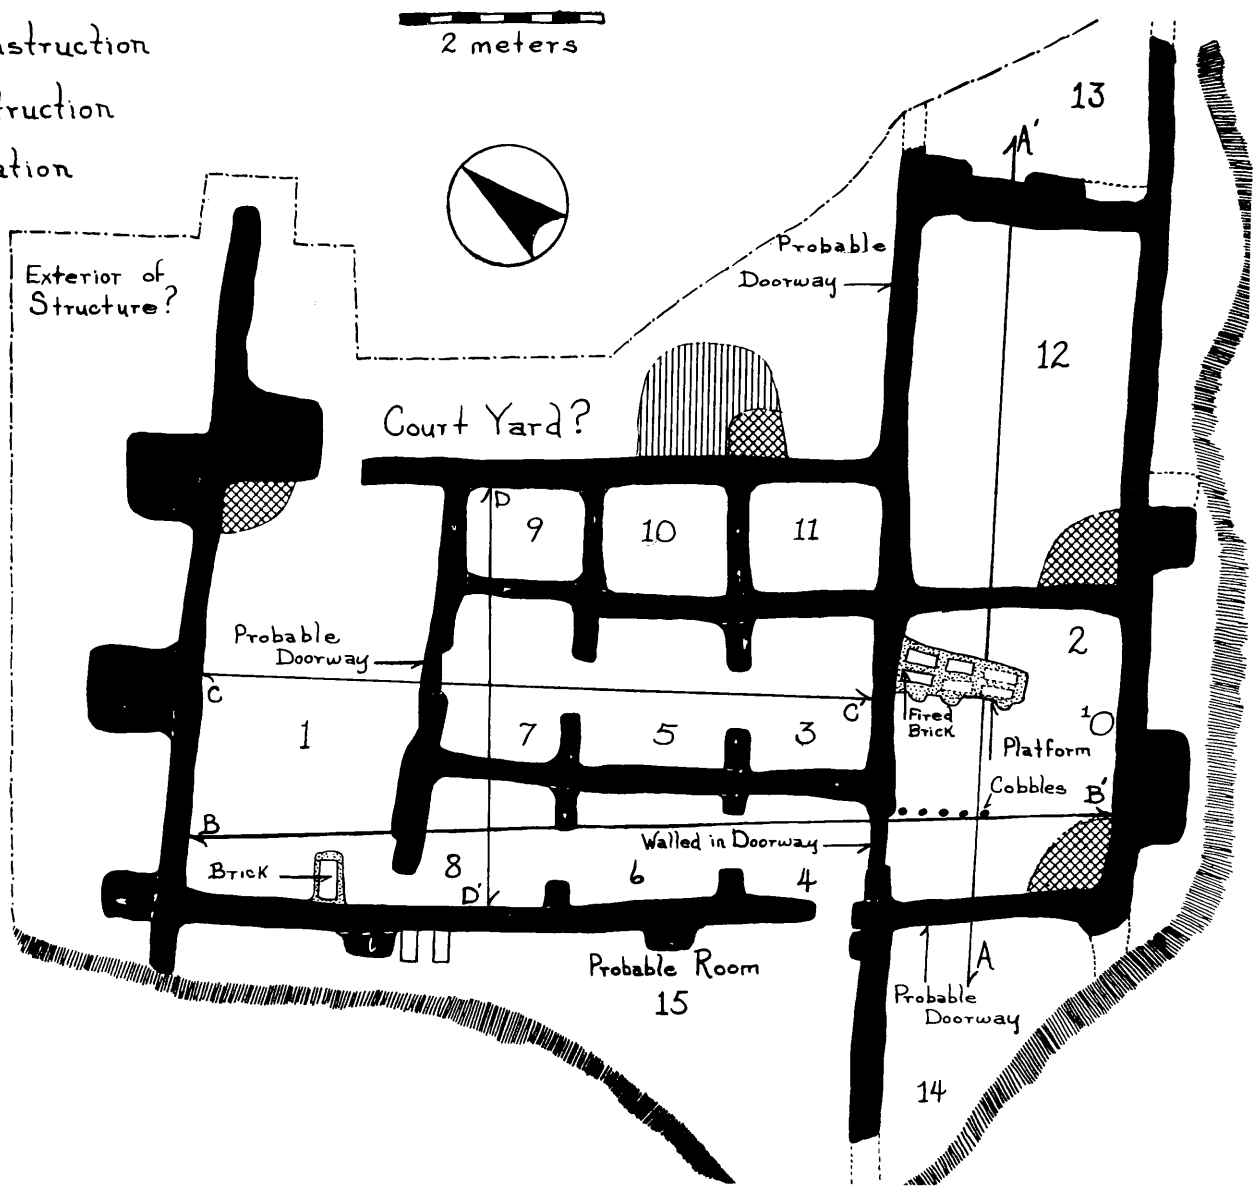 nstruction
truction
ation
2 meters
13
A'
Exterior of
Structure?
Probable
Doorway
12
Court Yard?
D
9
10
11
Probable
Doorway
2
C
C'
1
7
5
3
Fired
Brick
10
Platform
Cobbles
B
B'
Walled in Doorway
Brick
8
6
4
D'
Probable Room
15
A
Probable
Doorway
14